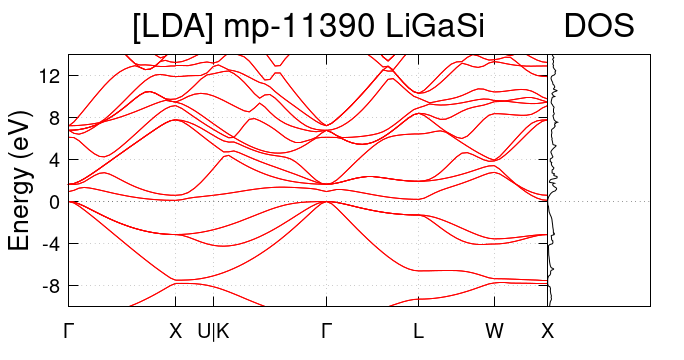 [LDA] mp-11390 LiGaSi DOS
Energy (eV)
12
8
4
0
-4
-8
Γ X U|K Γ L W X